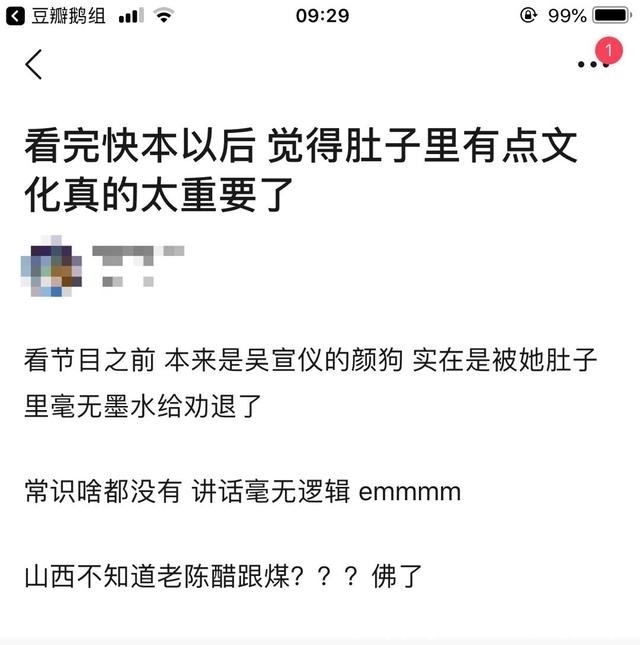 豆瓣鹅组 09:29 99%
1
看完快本以后 觉得肚子里有点文
化真的太重要了
看节目之前 本来是吴宣仪的颜狗 实在是被她肚子
里毫无墨水给劝退了
常识啥都没有 讲话毫无逻辑 emmmm
山西不知道老陈醋跟煤？？？佛了